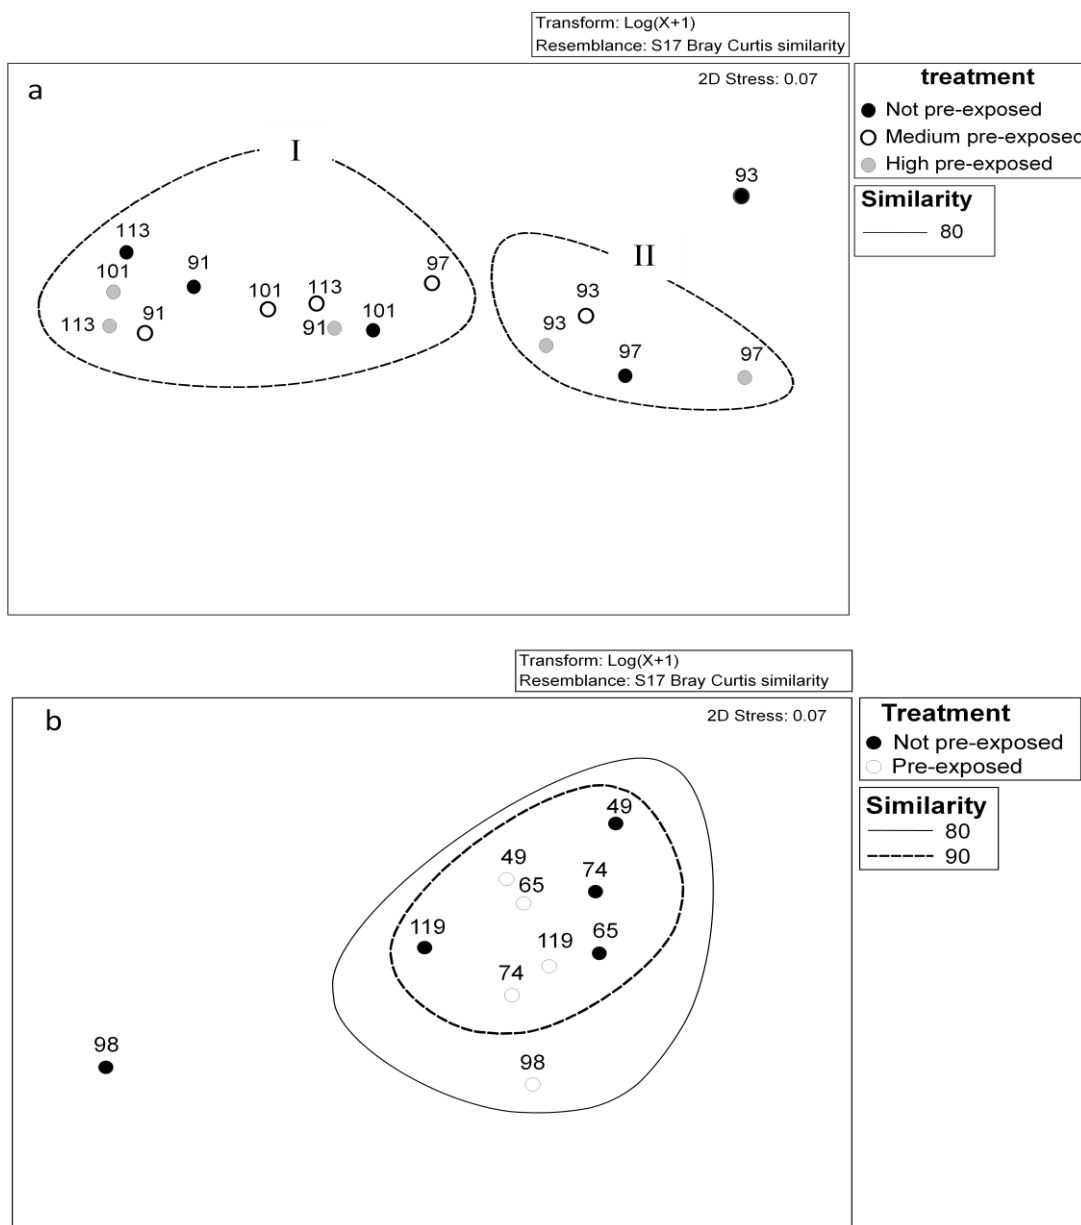 Transform: Log(X+1)
Resemblance: S17 Bray Curtis similarity
a
2D Stress: 0.07
treatment
Not pre-exposed
Medium pre-exposed
High pre-exposed
Similarity
80
I
93
113
91
97
II
101
101
113
93
113
91
91
101
93
97
97
Transform: Log(X+1)
Resemblance: S17 Bray Curtis similarity
b
2D Stress: 0.07
Treatment
Not pre-exposed
Pre-exposed
Similarity
80
90
49
49
74
65
119
119
65
74
98
98